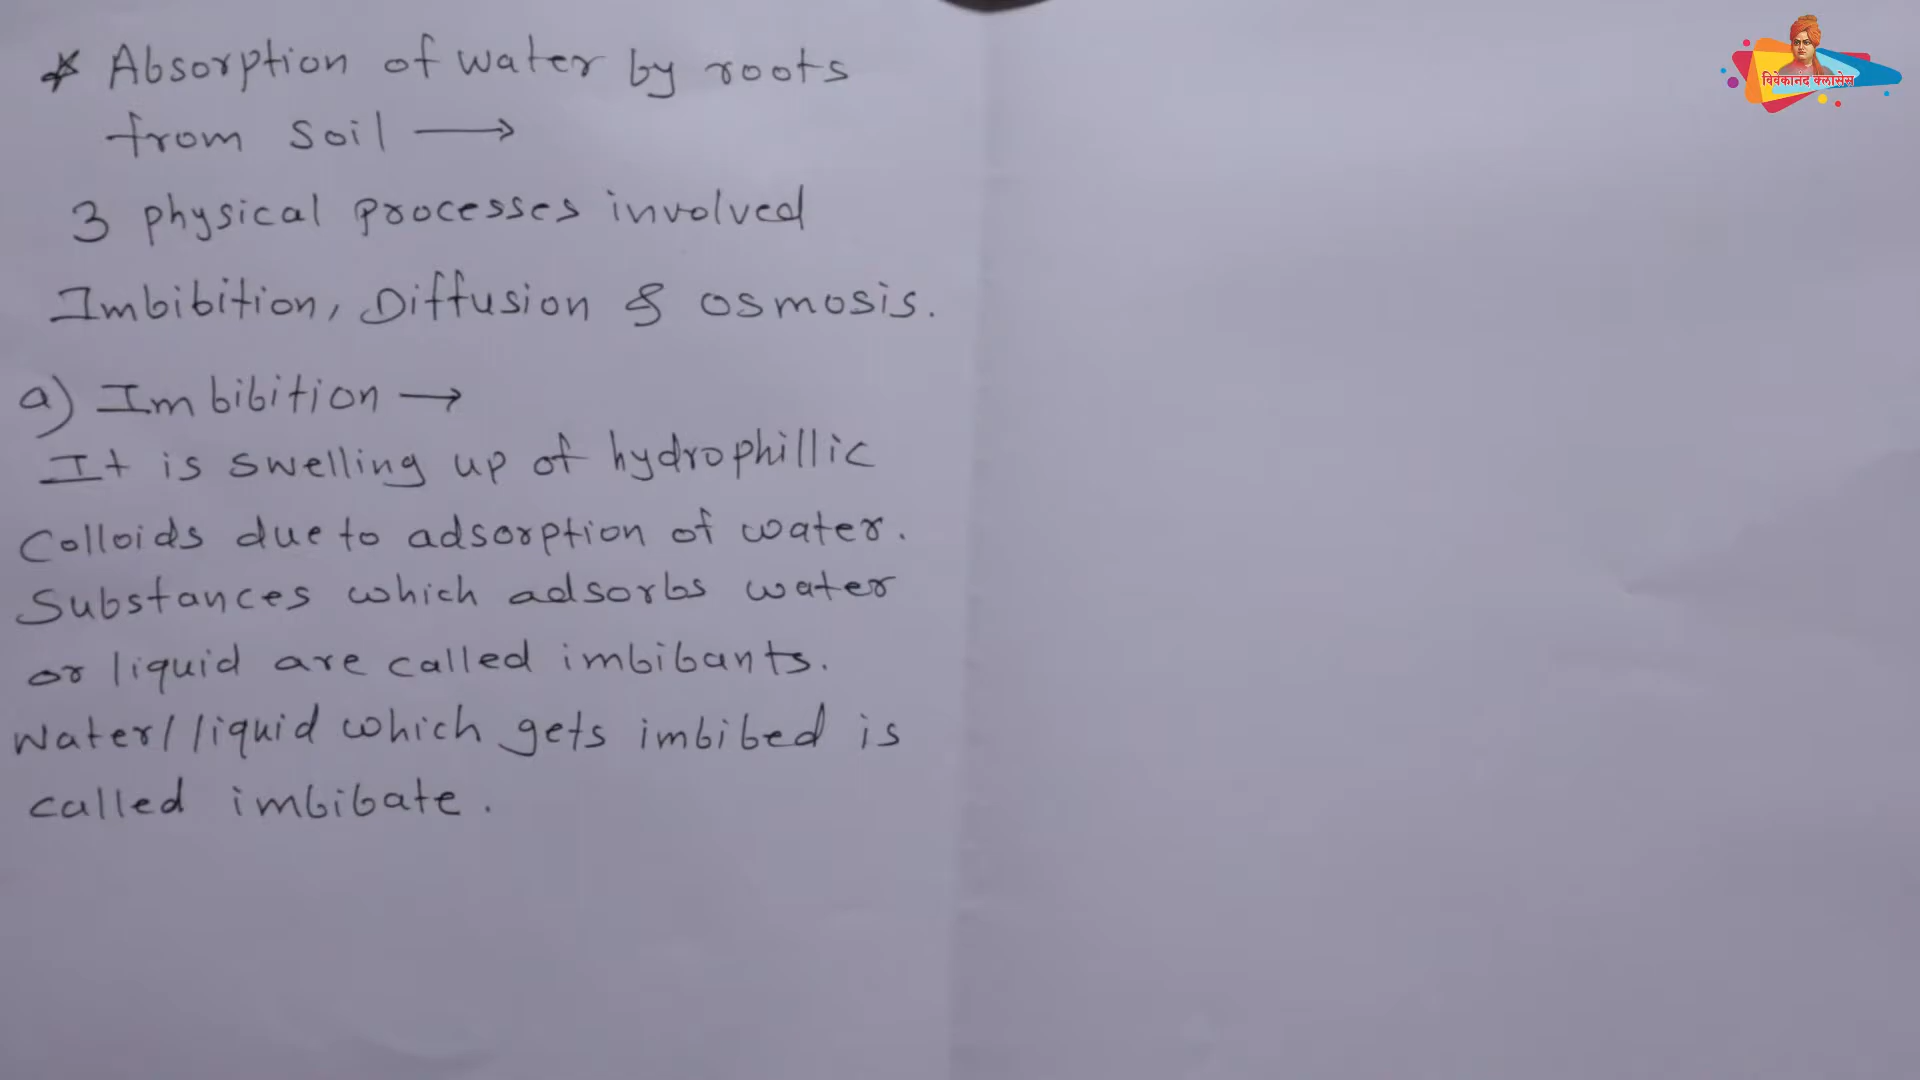 * Absorption of water by roots
from soil →
3 physical processes involved
Imbibition, Diffusion & osmosis.
a) Imbibition →
It is swelling up of hydrophillic
Colloids due to adsorption of water.
Substances which adsorbs water
or liquid are called imbibants.
Water//liquid which gets imbibed is
called imbibate.
विवेकानंद क्लासेस